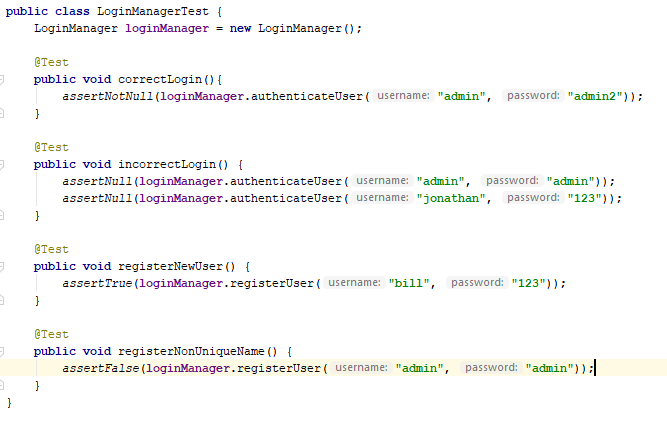 public class LoginManagerTest {
    LoginManager loginManager = new LoginManager();
    @Test
    public void correctLogin(){
        assertNotNull(loginManager.authenticateUser( username: "admin", password: "admin2"));
    }
    @Test
    public void incorrectLogin() {
        assertNull(loginManager.authenticateUser( username: "admin", password: "admin"));
        assertNull(loginManager.authenticateUser( username: "jonathan", password: "123"));
    }
    @Test
    public void registerNewUser() {
        assertTrue(loginManager.registerUser( username: "bill", password: "123"));
    }
    @Test
    public void registerNonUniqueName() {
        assertFalse(loginManager.registerUser( username: "admin", password: "admin"));
    }
}